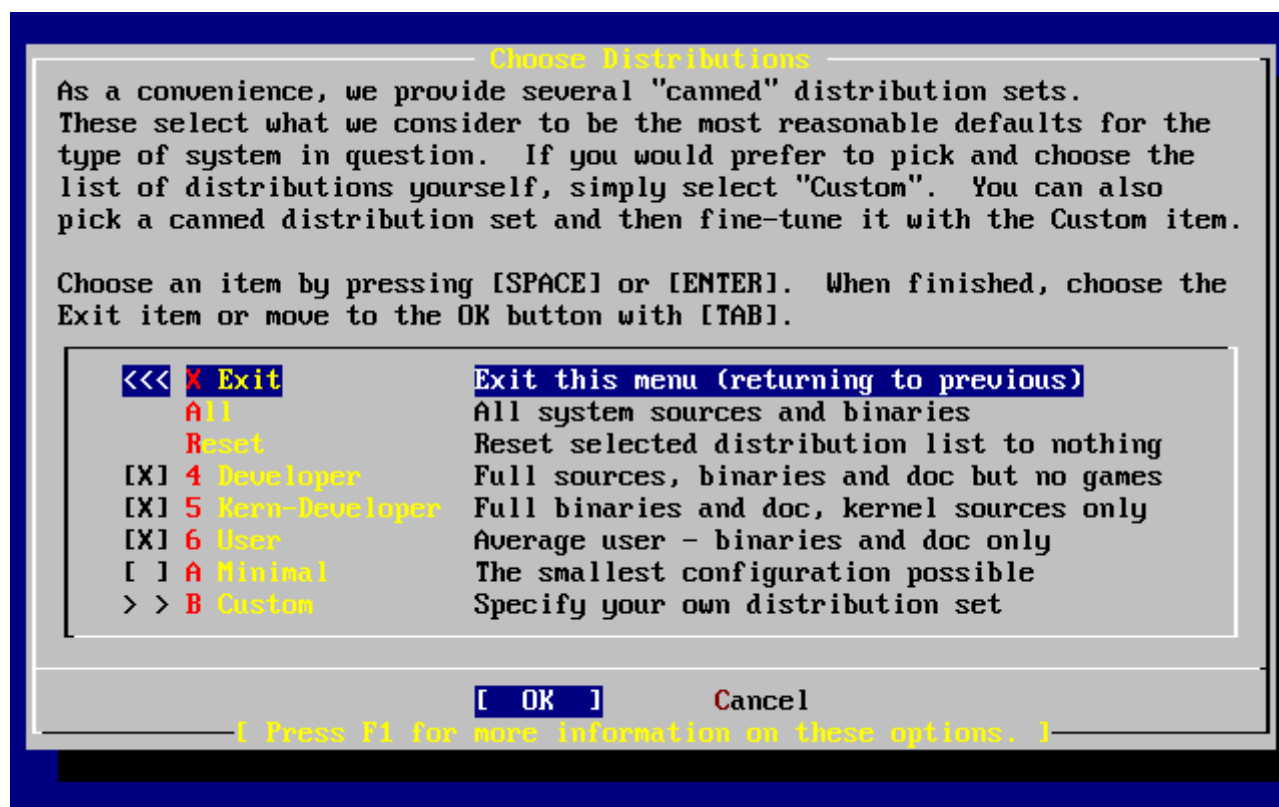 Choose Distributions
As a convenience, we provide several "canned" distribution sets.
These select what we consider to be the most reasonable defaults for the
type of system in question.  If you would prefer to pick and choose the
list of distributions yourself, simply select "Custom".  You can also
pick a canned distribution set and then fine-tune it with the Custom item.
Choose an item by pressing [SPACE] or [ENTER].  When finished, choose the
Exit item or move to the OK button with [TAB].
<<< X Exit Exit this menu (returning to previous)
All All system sources and binaries
Reset Reset selected distribution list to nothing
[X] 4 Developer Full sources, binaries and doc but no games
[X] 5 Kern-Developer Full binaries and doc, kernel sources only
[X] 6 User Average user - binaries and doc only
[ ] A Minimal The smallest configuration possible
> > B Custom Specify your own distribution set
[ OK ] Cancel
[ Press F1 for more information on these options. ]